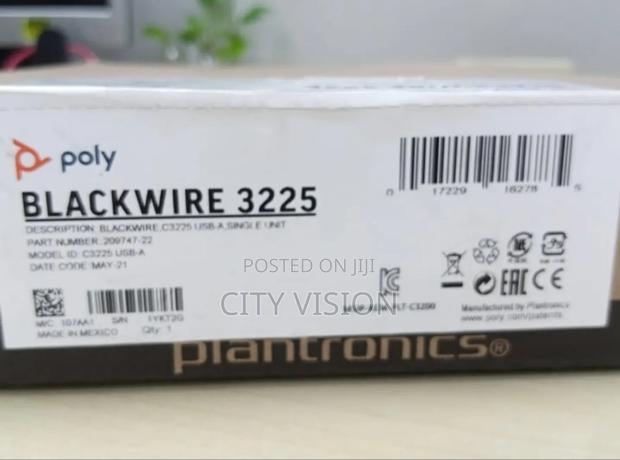 poly
BLACKWIRE 3225
DESCRIPTION: BLACKWIRE,C3225 USB-A,SINGLE UNIT
PART NUMBER: 209747-22
MODEL ID: C3225 USB-A
DATE CODE: MAY-21
0 17229 16278 5
POSTED ON JIJI
CITY VISION
PLT-C3200
Manufactured by Plantronics
www.poly.com/patents
M/C 107AA1 S/N 1YKT2G
MADE IN MEXICO Qty: 1
plantronics®